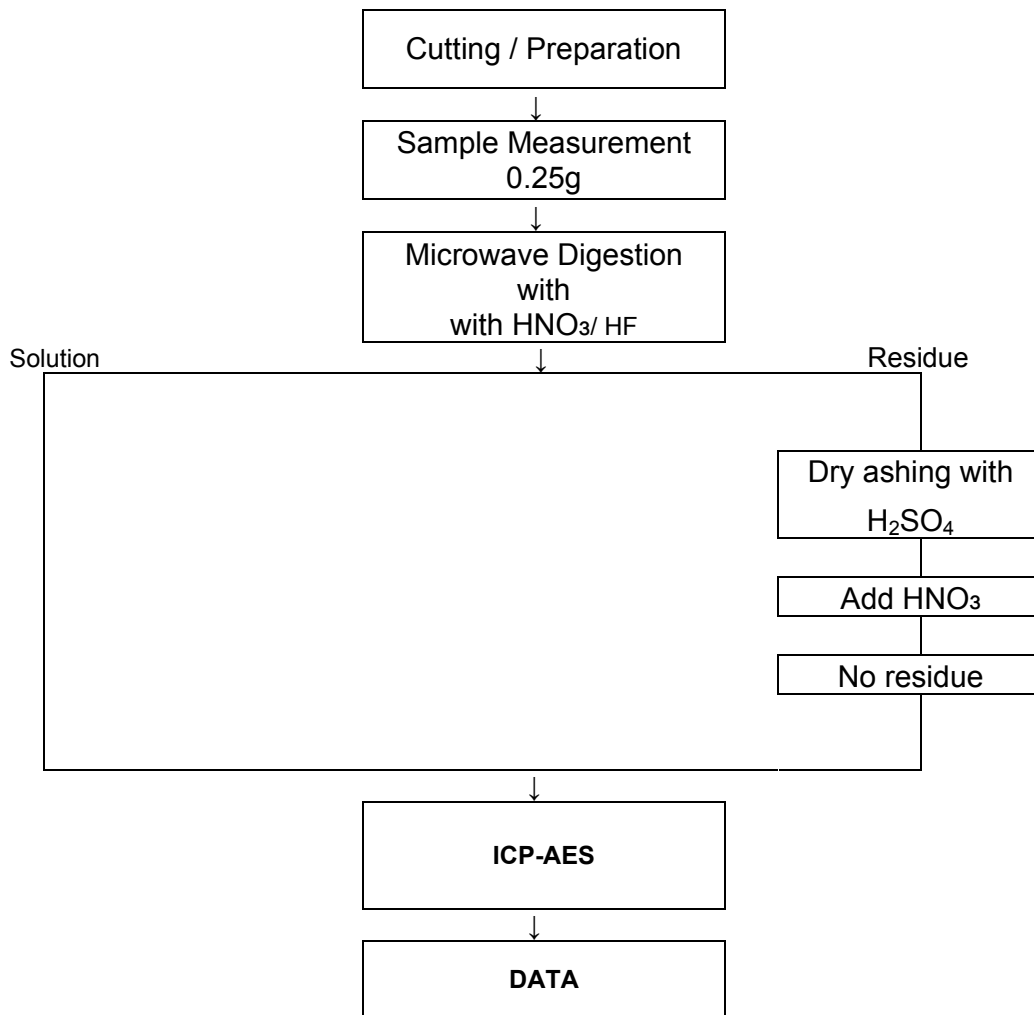 Cutting / Preparation
↓
Sample Measurement
0.25g
↓
Microwave Digestion
with
with HNO₃/ HF
Solution
↓
Residue
Dry ashing with
H₂SO₄
Add HNO₃
No residue
↓
ICP-AES
↓
DATA